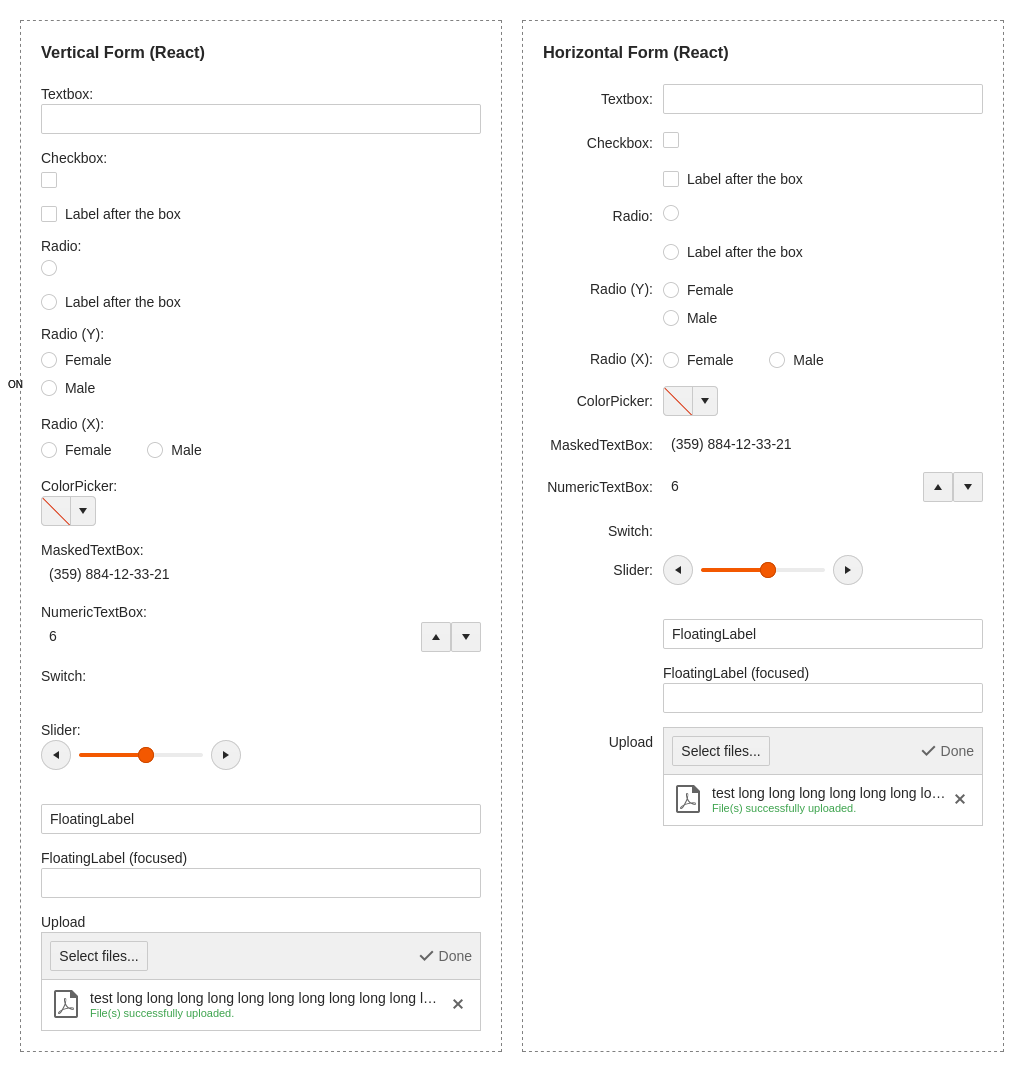 Vertical Form (React)
Textbox:
Checkbox:
Label after the box
Radio:
Label after the box
Radio (Y):
Female
ON
Male
Radio (X):
Female Male
ColorPicker:
MaskedTextBox:
(359) 884-12-33-21
NumericTextBox:
6
Switch:
Slider:
FloatingLabel
FloatingLabel (focused)
Upload
Select files... Done
test long long long long long long long long long long l…
File(s) successfully uploaded.
Horizontal Form (React)
Textbox:
Checkbox:
Label after the box
Radio:
Label after the box
Radio (Y): Female
Male
Radio (X): Female Male
ColorPicker:
MaskedTextBox: (359) 884-12-33-21
NumericTextBox: 6
Switch:
Slider:
FloatingLabel
FloatingLabel (focused)
Upload Select files... Done
test long long long long long long lo…
File(s) successfully uploaded.